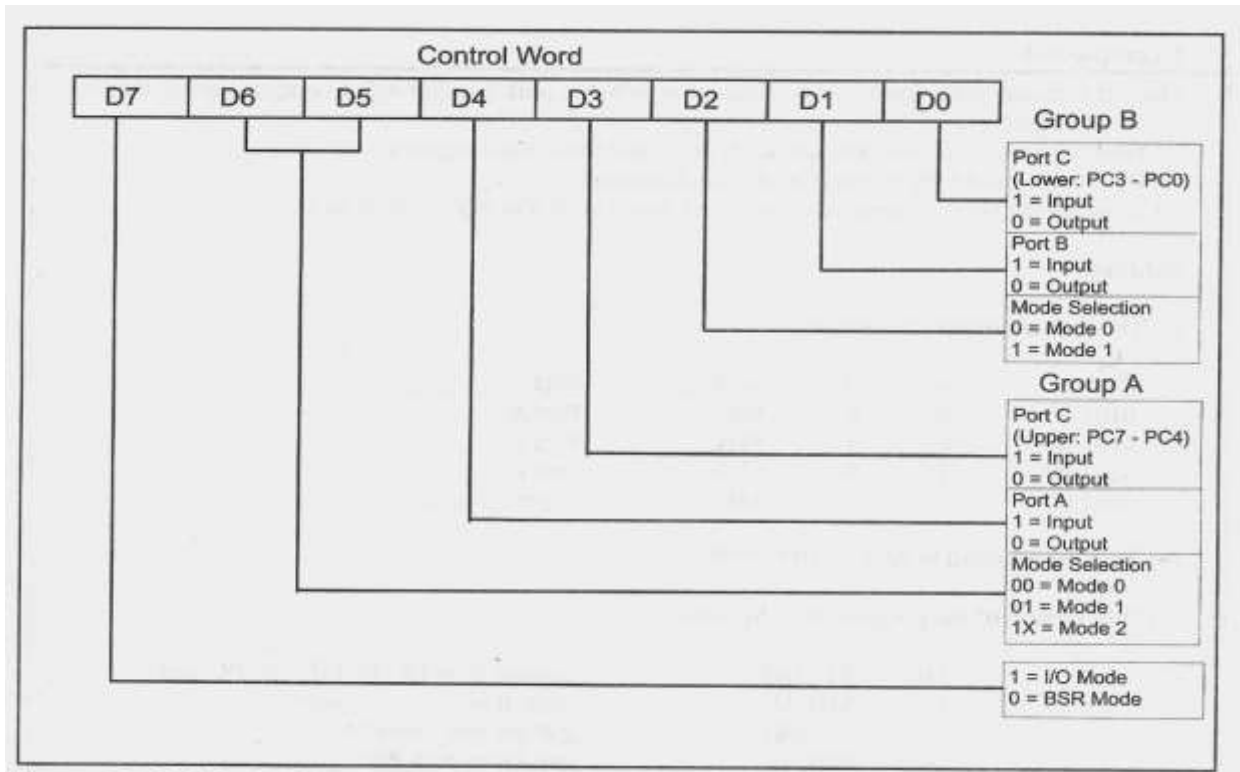 Control Word
D7 D6 D5 D4 D3 D2 D1 D0
Group B
Port C
(Lower: PC3 - PC0)
1 = Input
0 = Output
Port B
1 = Input
0 = Output
Mode Selection
0 = Mode 0
1 = Mode 1
Group A
Port C
(Upper: PC7 - PC4)
1 = Input
0 = Output
Port A
1 = Input
0 = Output
Mode Selection
00 = Mode 0
01 = Mode 1
1X = Mode 2
1 = I/O Mode
0 = BSR Mode